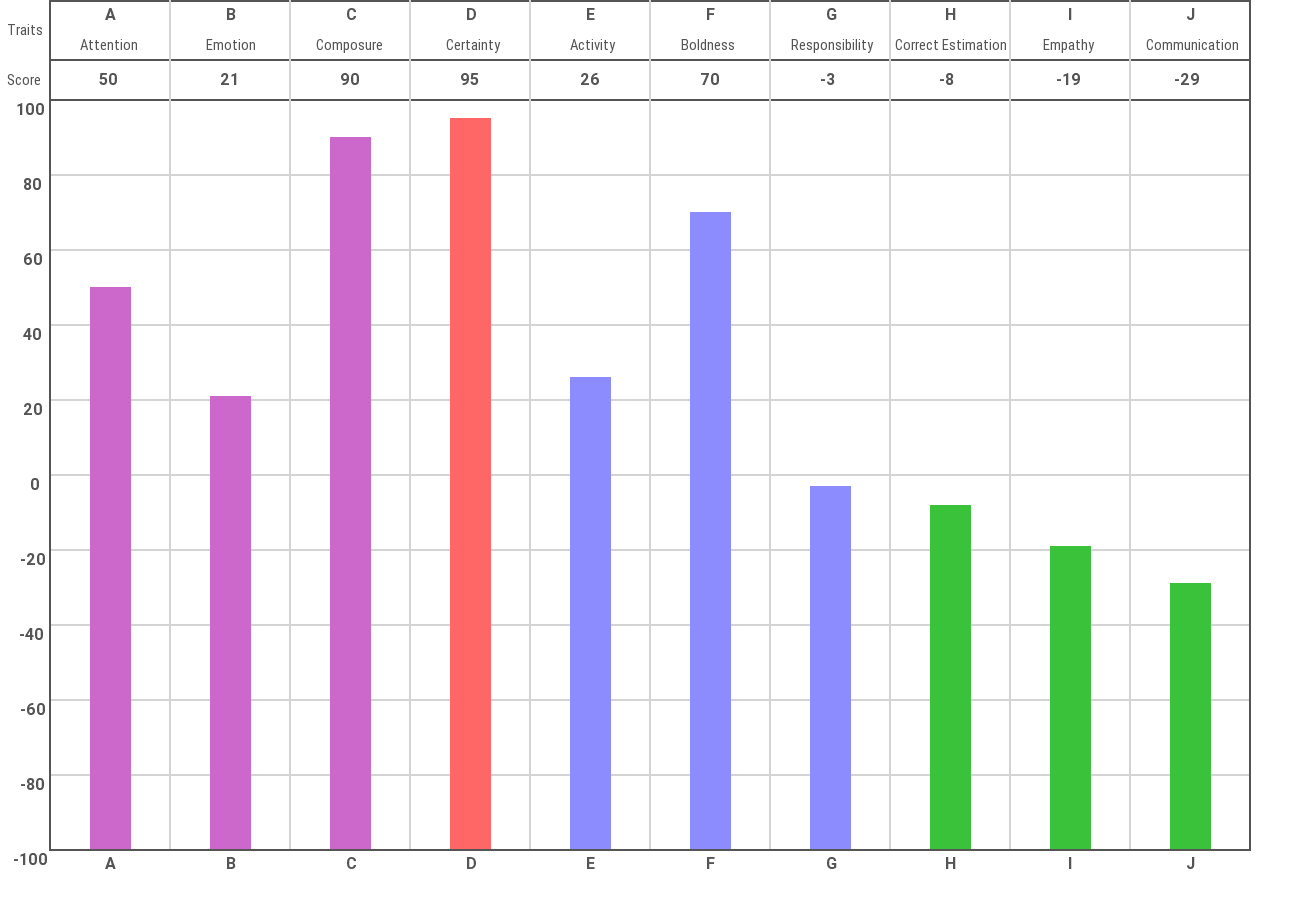 Traits A B C D E F G H I J
Attention Emotion Composure Certainty Activity Boldness Responsibility Correct Estimation Empathy Communication
Score 50 21 90 95 26 70 -3 -8 -19 -29
100
80
60
40
20
0
-20
-40
-60
-80
-100
A B C D E F G H I J